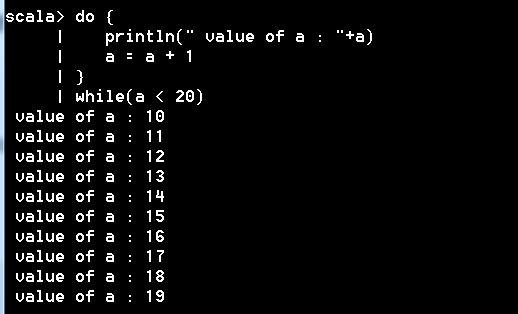 scala> do {
     |     println(" value of a : "+a)
     |     a = a + 1
     | }
     | while(a < 20)
 value of a : 10
 value of a : 11
 value of a : 12
 value of a : 13
 value of a : 14
 value of a : 15
 value of a : 16
 value of a : 17
 value of a : 18
 value of a : 19